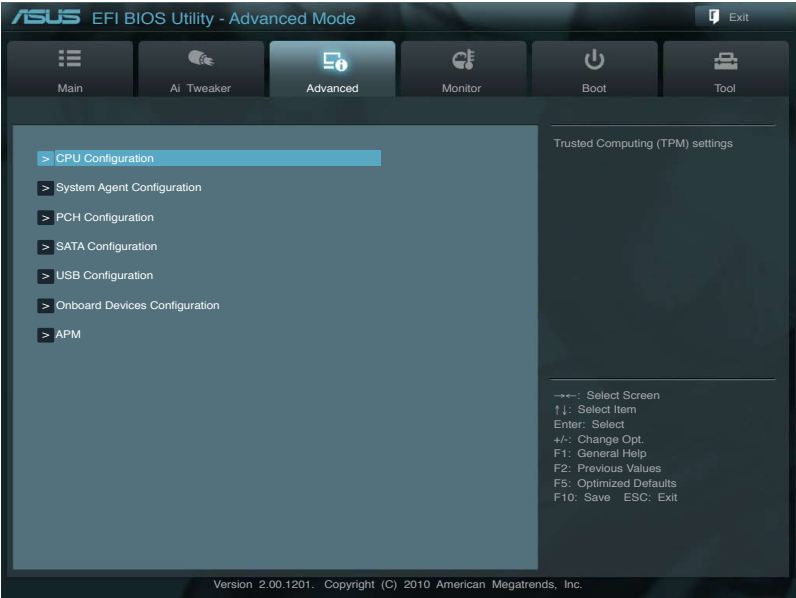 ASUS EFI BIOS Utility - Advanced Mode
Exit
Main
Ai Tweaker
Advanced
Monitor
Boot
Tool
> CPU Configuration
> System Agent Configuration
> PCH Configuration
> SATA Configuration
> USB Configuration
> Onboard Devices Configuration
> APM
Trusted Computing (TPM) settings
→←: Select Screen
↑↓: Select Item
Enter: Select
+/-: Change Opt.
F1: General Help
F2: Previous Values
F5: Optimized Defaults
F10: Save ESC: Exit
Version 2.00.1201. Copyright (C) 2010 American Megatrends, Inc.